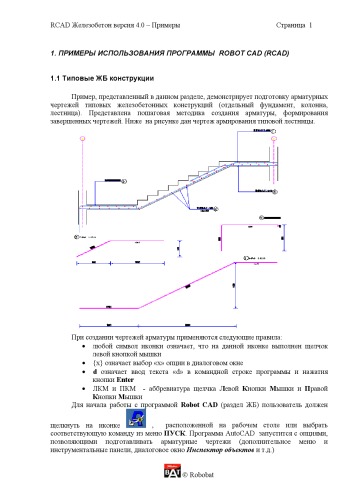 RCAD Железобетон версия 4.0 – Примеры Страница 1
1. ПРИМЕРЫ ИСПОЛЬЗОВАНИЯ ПРОГРАММЫ ROBOT CAD (RCAD)
1.1 Типовые ЖБ конструкции
Пример, представленный в данном разделе, демонстрирует подготовку арматурных
чертежей типовых железобетонных конструкций (отдельный фундамент, колонна,
лестница). Представлена пошаговая методика создания арматуры, формирования
завершенных чертежей. Ниже на рисунке дан чертеж армирования типовой лестницы.
При создании чертежей арматуры применяются следующие правила:
• любой символ иконки означает, что на данной иконке выполнен щелчок
левой кнопкой мышки
• {x} означает выбор «x» опции в диалоговом окне
• d означает ввод текста «d» в командной строке программы и нажатия
кнопки Enter
• ЛКМ и ПКМ - аббревиатура щелчка Левой Кнопки Мышки и Правой
Кнопки Мышки
Для начала работы с программой Robot CAD (раздел ЖБ) пользователь должен
щелкнуть на иконке , расположенной на рабочем столе или выбрать
соответствующую команду из меню ПУСК. Программа AutoCAD запустится с опциями,
позволяющими подготавливать арматурные чертежи (дополнительное меню и
инструментальные панели, диалоговое окно Инспектор объектов и т.д.)
© Robobat